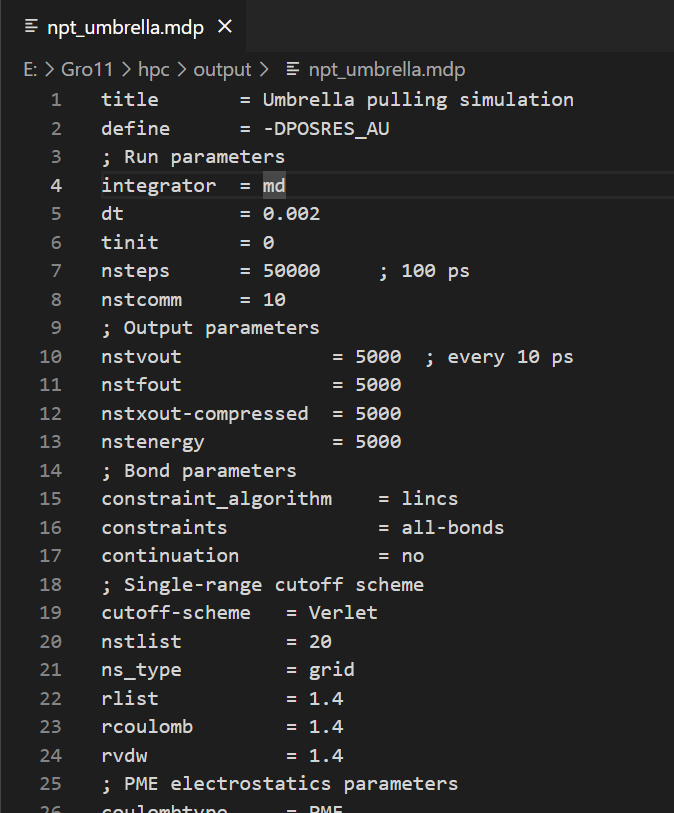 npt_umbrella.mdp ×
E: > Gro11 > hpc > output > npt_umbrella.mdp
1 title = Umbrella pulling simulation
2 define = -DPOSRES_AU
3 ; Run parameters
4 integrator = md
5 dt = 0.002
6 tinit = 0
7 nsteps = 50000 ; 100 ps
8 nstcomm = 10
9 ; Output parameters
10 nstvout = 5000 ; every 10 ps
11 nstfout = 5000
12 nstxout-compressed = 5000
13 nstenergy = 5000
14 ; Bond parameters
15 constraint_algorithm = lincs
16 constraints = all-bonds
17 continuation = no
18 ; Single-range cutoff scheme
19 cutoff-scheme = Verlet
20 nstlist = 20
21 ns_type = grid
22 rlist = 1.4
23 rcoulomb = 1.4
24 rvdw = 1.4
25 ; PME electrostatics parameters
26 coulombtype = PME